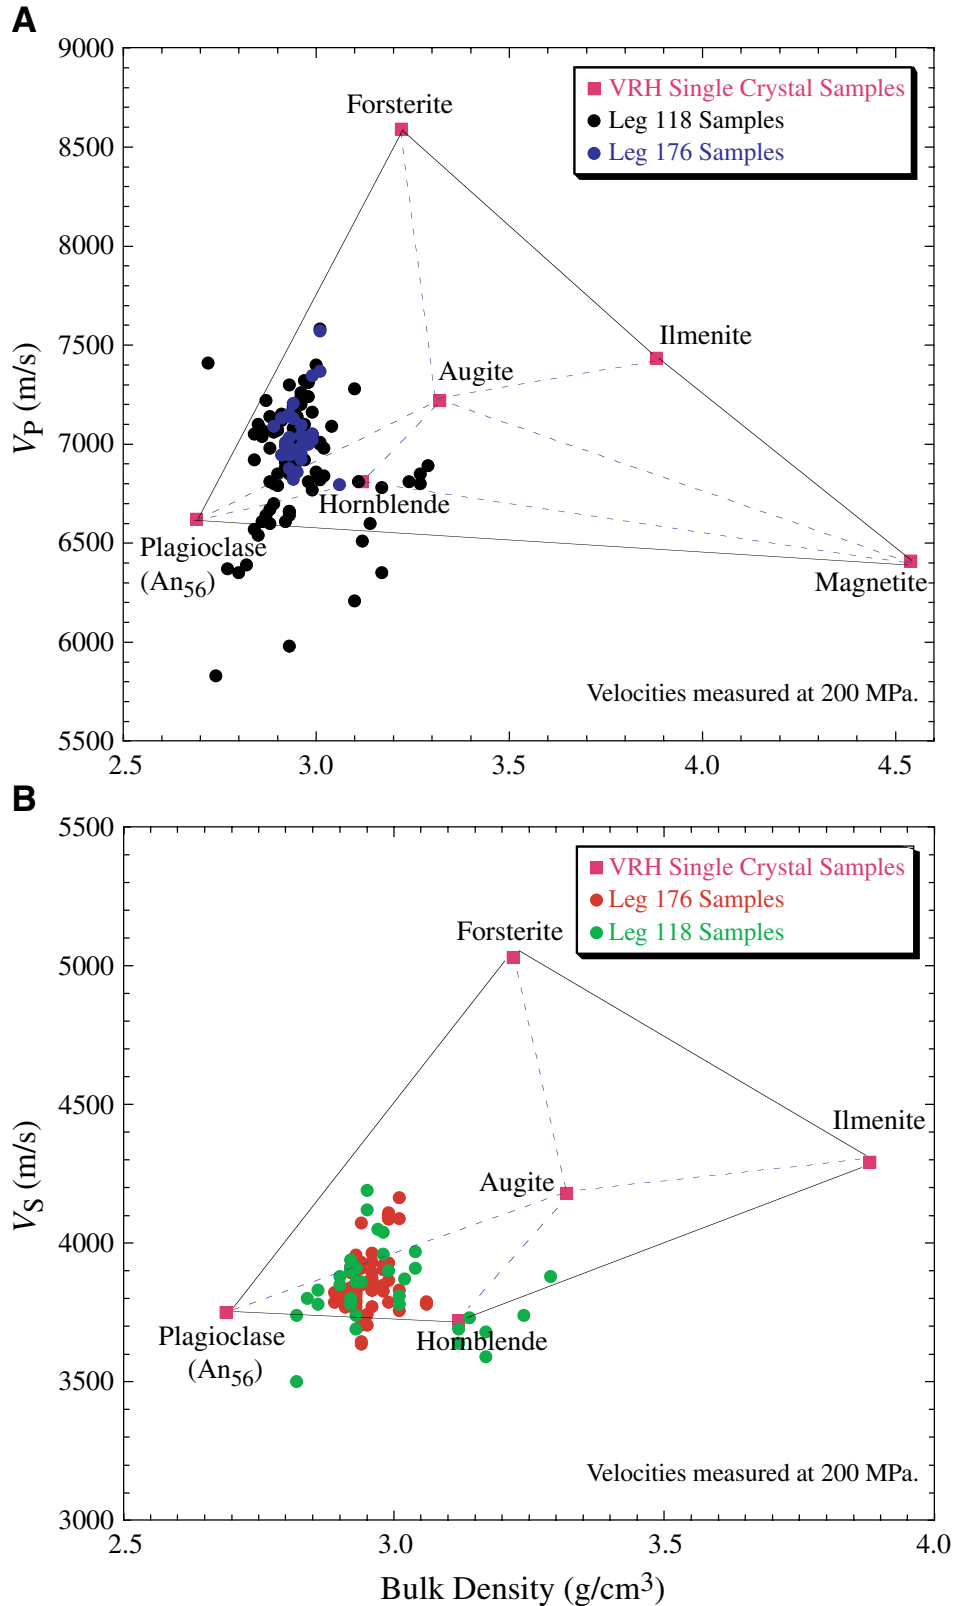 A
9000
8500
8000
7500
7000
6500
6000
5500
VP (m/s)
VRH Single Crystal Samples
Leg 118 Samples
Leg 176 Samples
Forsterite
Ilmenite
Augite
Hornblende
Plagioclase
(An56)
Magnetite
Velocities measured at 200 MPa.
2.5 3.0 3.5 4.0 4.5
B
5500
5000
4500
4000
3500
3000
VS (m/s)
VRH Single Crystal Samples
Leg 176 Samples
Leg 118 Samples
Forsterite
Ilmenite
Augite
Plagioclase
(An56)
Hornblende
Velocities measured at 200 MPa.
2.5 3.0 3.5 4.0
Bulk Density (g/cm3)